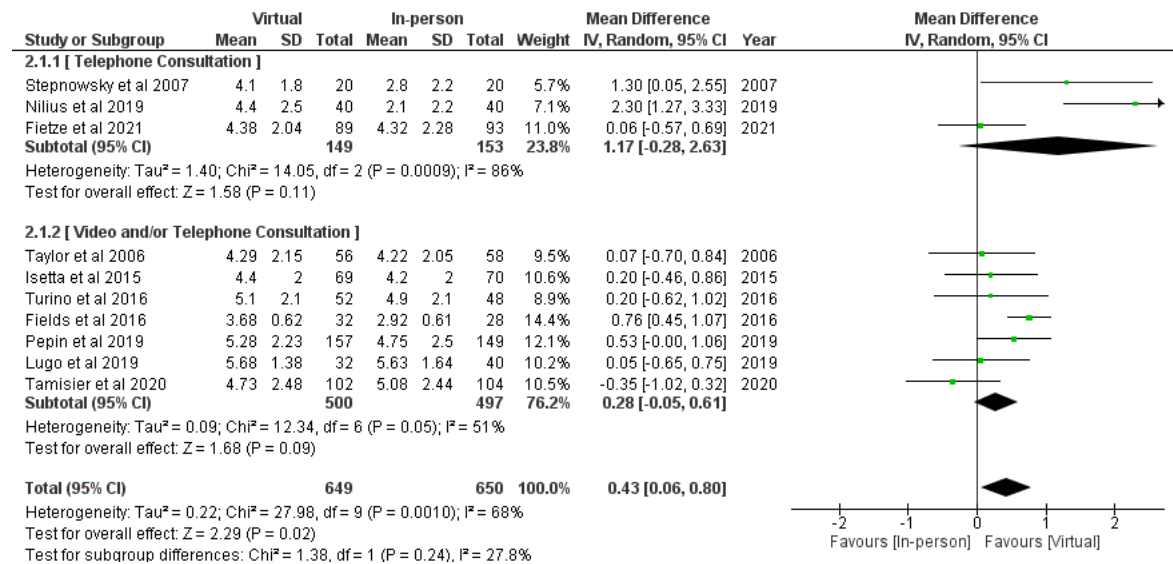 Virtual In-person Mean Difference Mean Difference
Study or Subgroup Mean SD Total Mean SD Total Weight IV, Random, 95% CI Year IV, Random, 95% CI
2.1.1 [ Telephone Consultation ]
Stepnowsky et al 2007 4.1 1.8 20 2.8 2.2 20 5.7% 1.30 [0.05, 2.55] 2007
Nilius et al 2019 4.4 2.5 40 2.1 2.2 40 7.1% 2.30 [1.27, 3.33] 2019
Fietze et al 2021 4.38 2.04 89 4.32 2.28 93 11.0% 0.06 [-0.57, 0.69] 2021
Subtotal (95% CI) 149 153 23.8% 1.17 [-0.28, 2.63]
Heterogeneity: Tau² = 1.40; Chi² = 14.05, df = 2 (P = 0.0009); I² = 86%
Test for overall effect: Z = 1.58 (P = 0.11)
2.1.2 [ Video and/or Telephone Consultation ]
Taylor et al 2006 4.29 2.15 56 4.22 2.05 58 9.5% 0.07 [-0.70, 0.84] 2006
Isetta et al 2015 4.4 2 69 4.2 2 70 10.6% 0.20 [-0.46, 0.86] 2015
Turino et al 2016 5.1 2.1 52 4.9 2.1 48 8.9% 0.20 [-0.62, 1.02] 2016
Fields et al 2016 3.68 0.62 32 2.92 0.61 28 14.4% 0.76 [0.45, 1.07] 2016
Pepin et al 2019 5.28 2.23 157 4.75 2.5 149 12.1% 0.53 [-0.00, 1.06] 2019
Lugo et al 2019 5.68 1.38 32 5.63 1.64 40 10.2% 0.05 [-0.65, 0.75] 2019
Tamisier et al 2020 4.73 2.48 102 5.08 2.44 104 10.5% -0.35 [-1.02, 0.32] 2020
Subtotal (95% CI) 500 497 76.2% 0.28 [-0.05, 0.61]
Heterogeneity: Tau² = 0.09; Chi² = 12.34, df = 6 (P = 0.05); I² = 51%
Test for overall effect: Z = 1.68 (P = 0.09)
Total (95% CI) 649 650 100.0% 0.43 [0.06, 0.80]
Heterogeneity: Tau² = 0.22; Chi² = 27.98, df = 9 (P = 0.0010); I² = 68%
Test for overall effect: Z = 2.29 (P = 0.02)
Test for subgroup differences: Chi² = 1.38, df = 1 (P = 0.24), I² = 27.8%
-2 -1 0 1 2
Favours [In-person] Favours [Virtual]